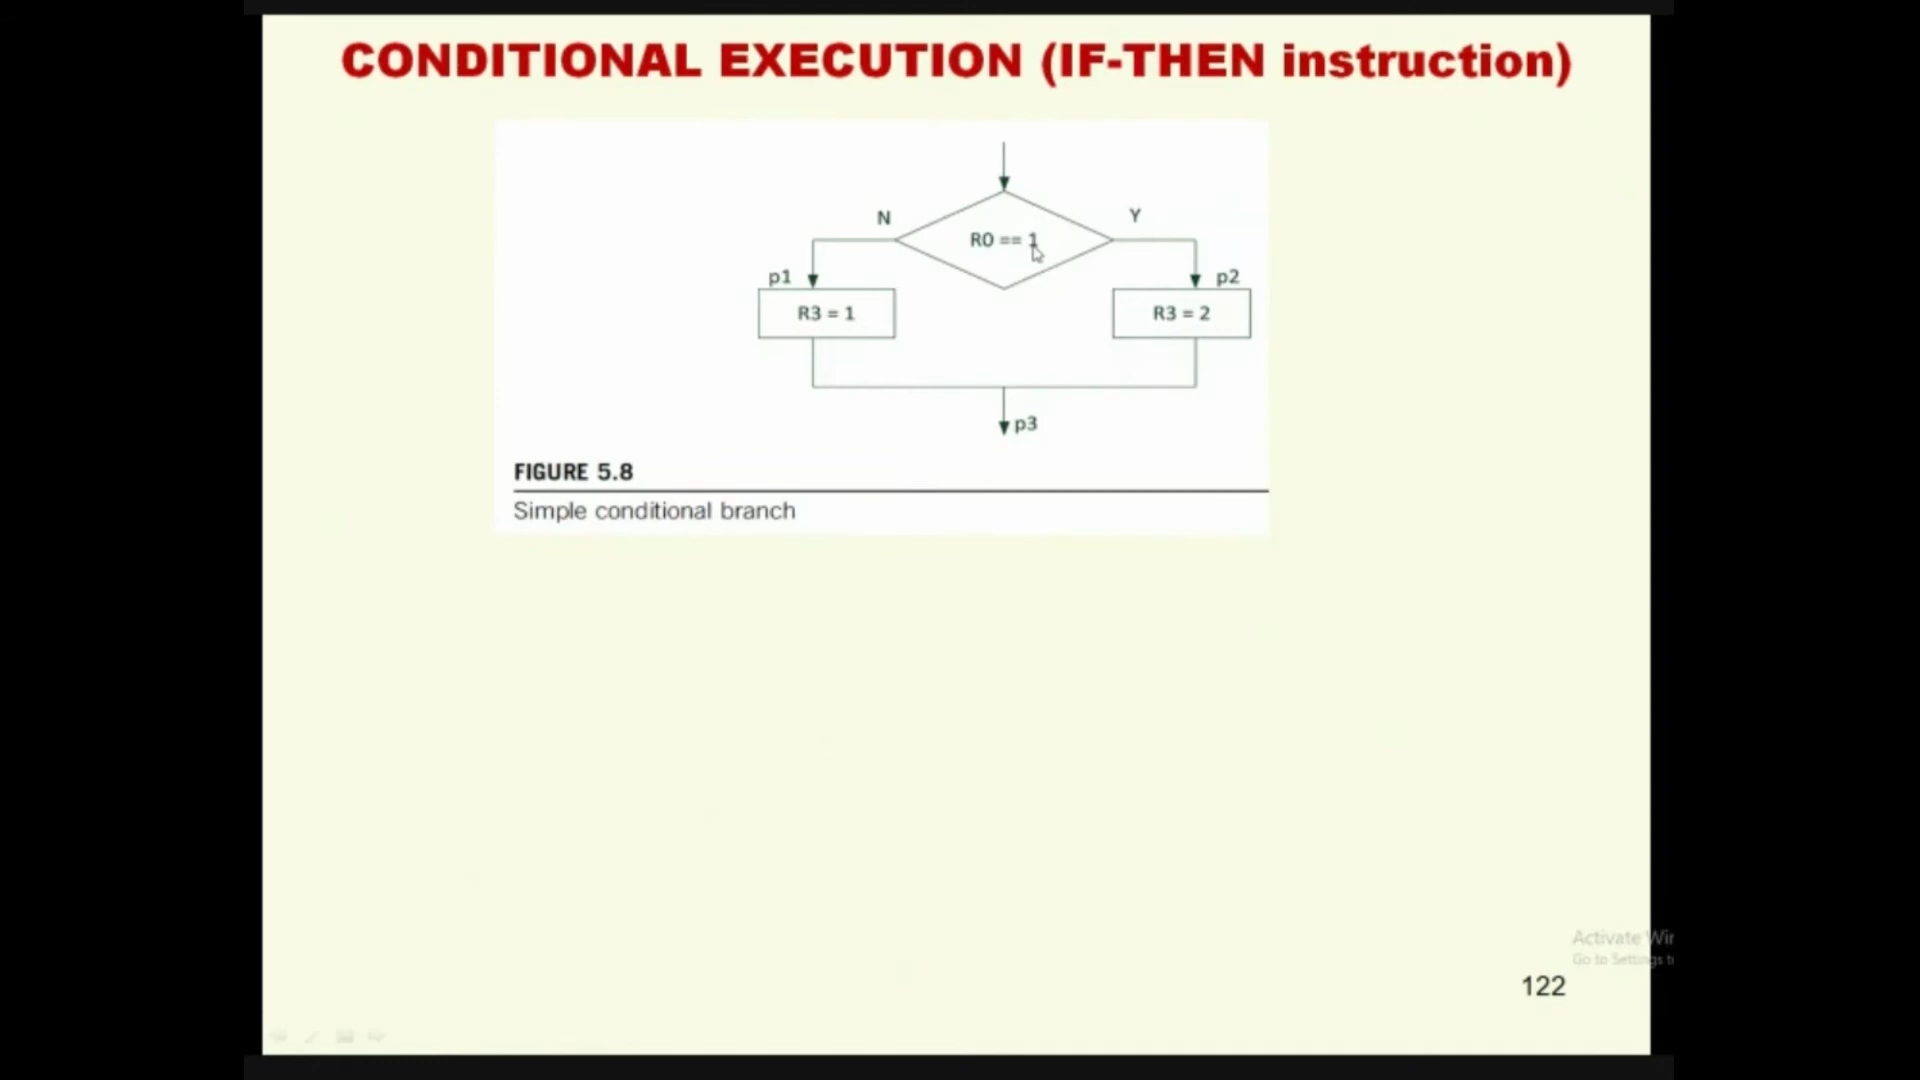 CONDITIONAL EXECUTION (IF-THEN instruction)
N
Y
R0 == 1
p1
p2
R3 = 1
R3 = 2
p3
FIGURE 5.8
Simple conditional branch
Activate Wir
Go to Settings t
122